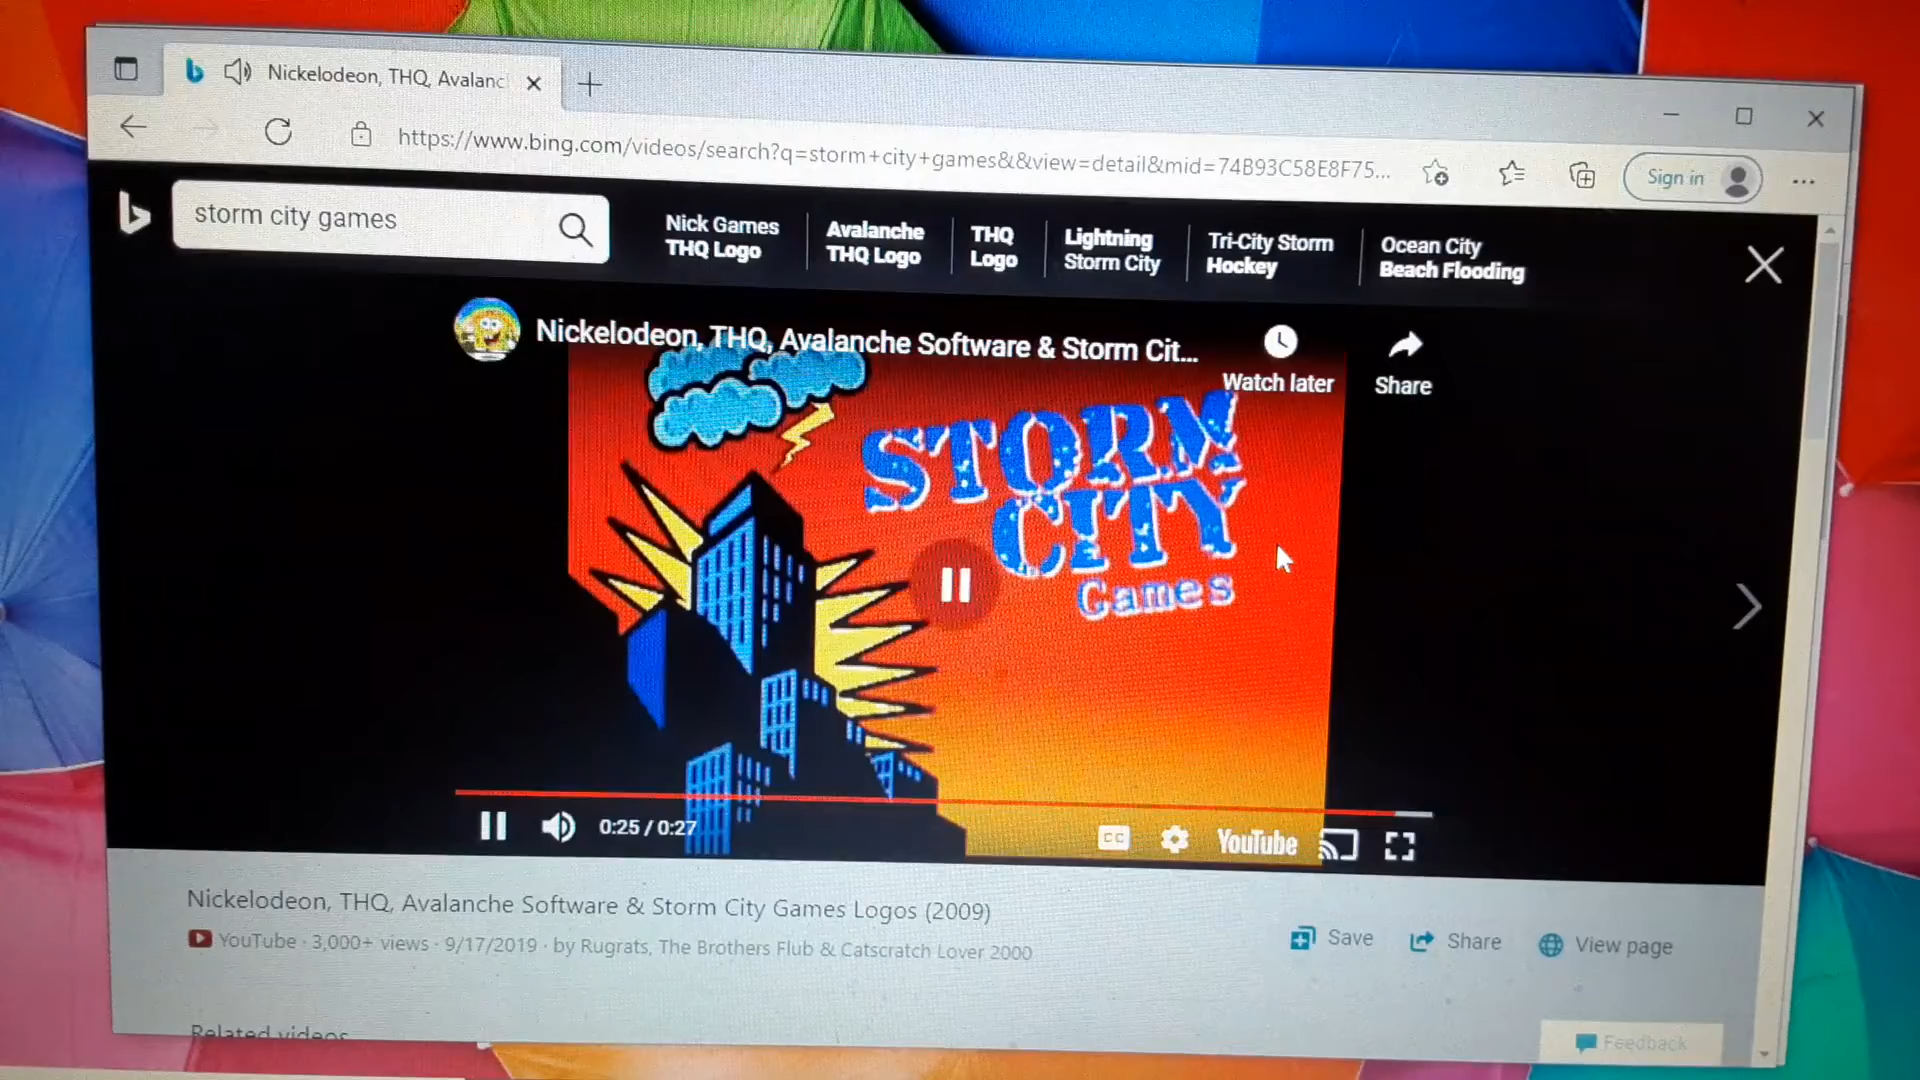 Nickelodeon, THQ, Avalanc
https://www.bing.com/videos/search?q=storm+city+games&&view=detail&mid=74B93C58E8F75...
Sign in
storm city games
Nick Games
THQ Logo
Avalanche
THQ Logo
THQ
Logo
Lightning
Storm City
Tri-City Storm
Hockey
Ocean City
Beach Flooding
Nickelodeon, THQ, Avalanche Software & Storm Cit...
Watch later
Share
STORM
CITY
Games
0:25 / 0:27
CC
YouTube
Nickelodeon, THQ, Avalanche Software & Storm City Games Logos (2009)
YouTube · 3,000+ views · 9/17/2019 · by Rugrats, The Brothers Flub & Catscratch Lover 2000
Save
Share
View page
Related videos
Feedback